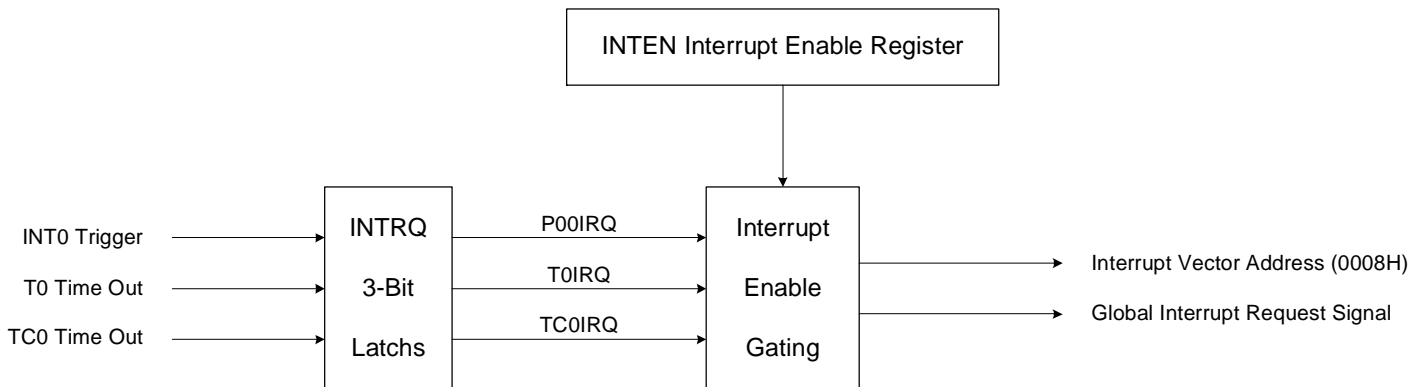 INTEN Interrupt Enable Register
INT0 Trigger
T0 Time Out
TC0 Time Out
INTRQ
3-Bit
Latchs
P00IRQ
T0IRQ
TC0IRQ
Interrupt
Enable
Gating
Interrupt Vector Address (0008H)
Global Interrupt Request Signal